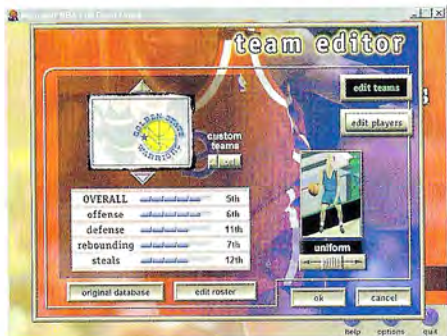 team editor
edit teams
edit players
GOLDEN STATE
WARRIORS
custom
teams
OVERALL 5th
offense 6th
defense 11th
rebounding 7th
steals 12th
uniform
original database
edit roster
ok
cancel
help options quit